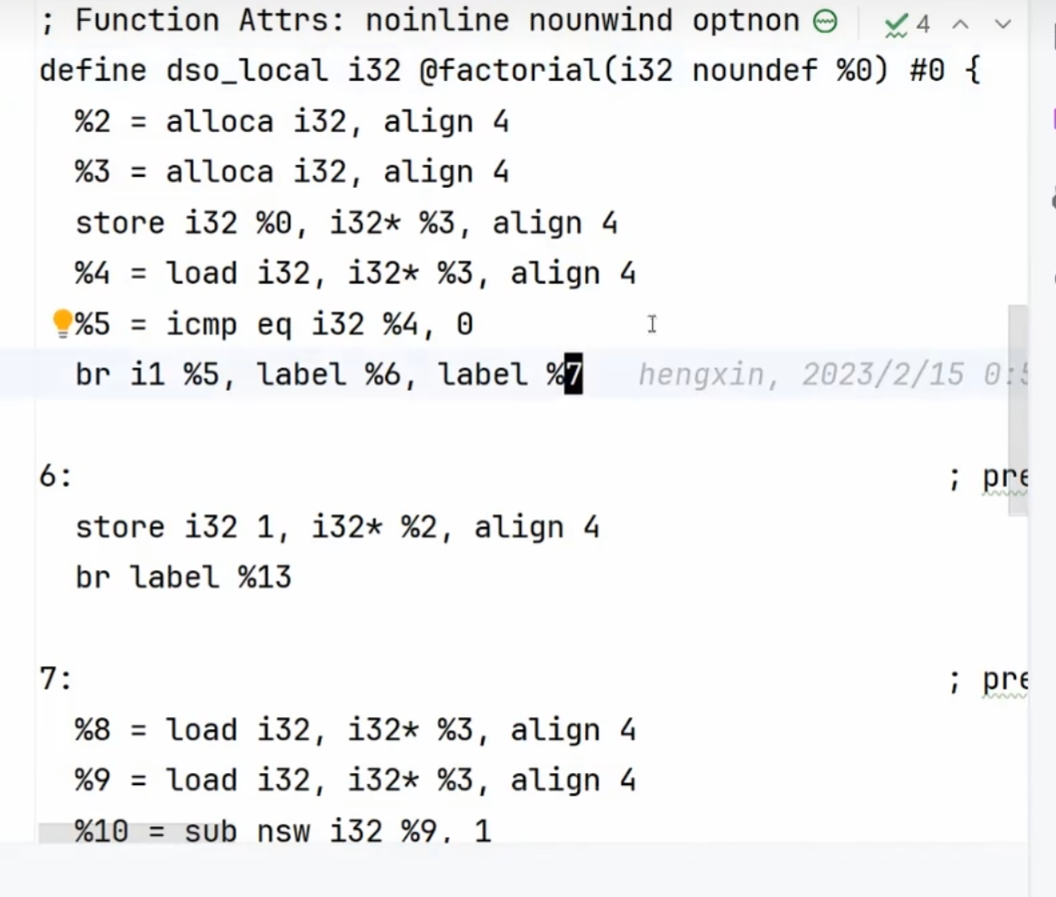 ; Function Attrs: noinline nounwind optnon 4
define dso_local i32 @factorial(i32 noundef %0) #0 {
%2 = alloca i32, align 4
%3 = alloca i32, align 4
store i32 %0, i32* %3, align 4
%4 = load i32, i32* %3, align 4
%5 = icmp eq i32 %4, 0
br i1 %5, label %6, label %7 hengxin, 2023/2/15 0:5
6: ; pre
store i32 1, i32* %2, align 4
br label %13
7: ; pre
%8 = load i32, i32* %3, align 4
%9 = load i32, i32* %3, align 4
%10 = sub nsw i32 %9, 1